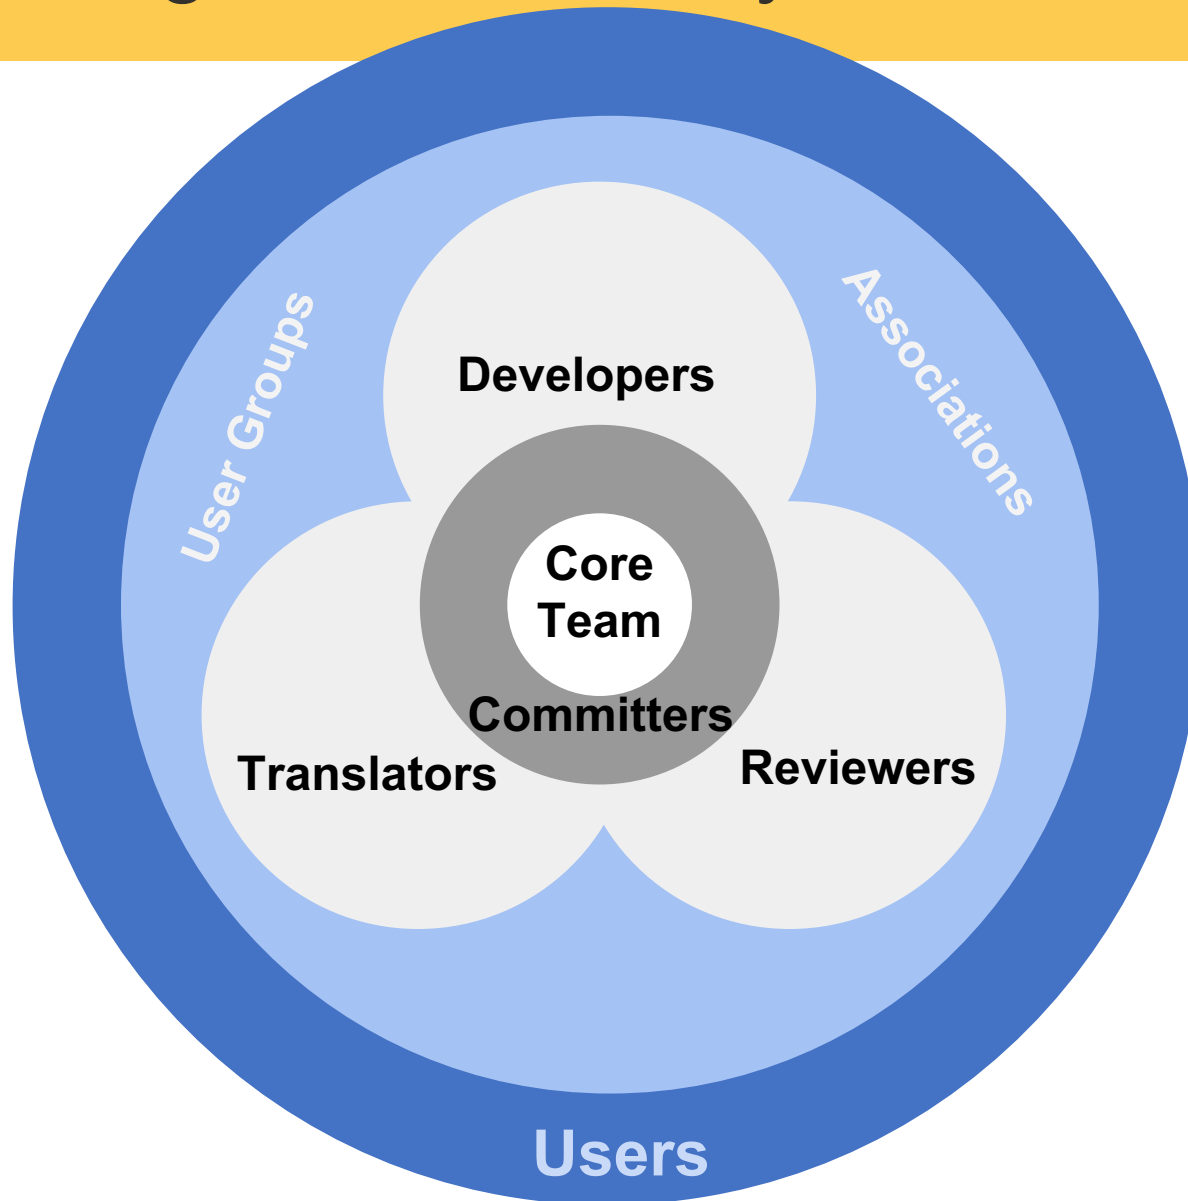 User Groups
Associations
Developers
Core
Team
Committers
Translators
Reviewers
Users